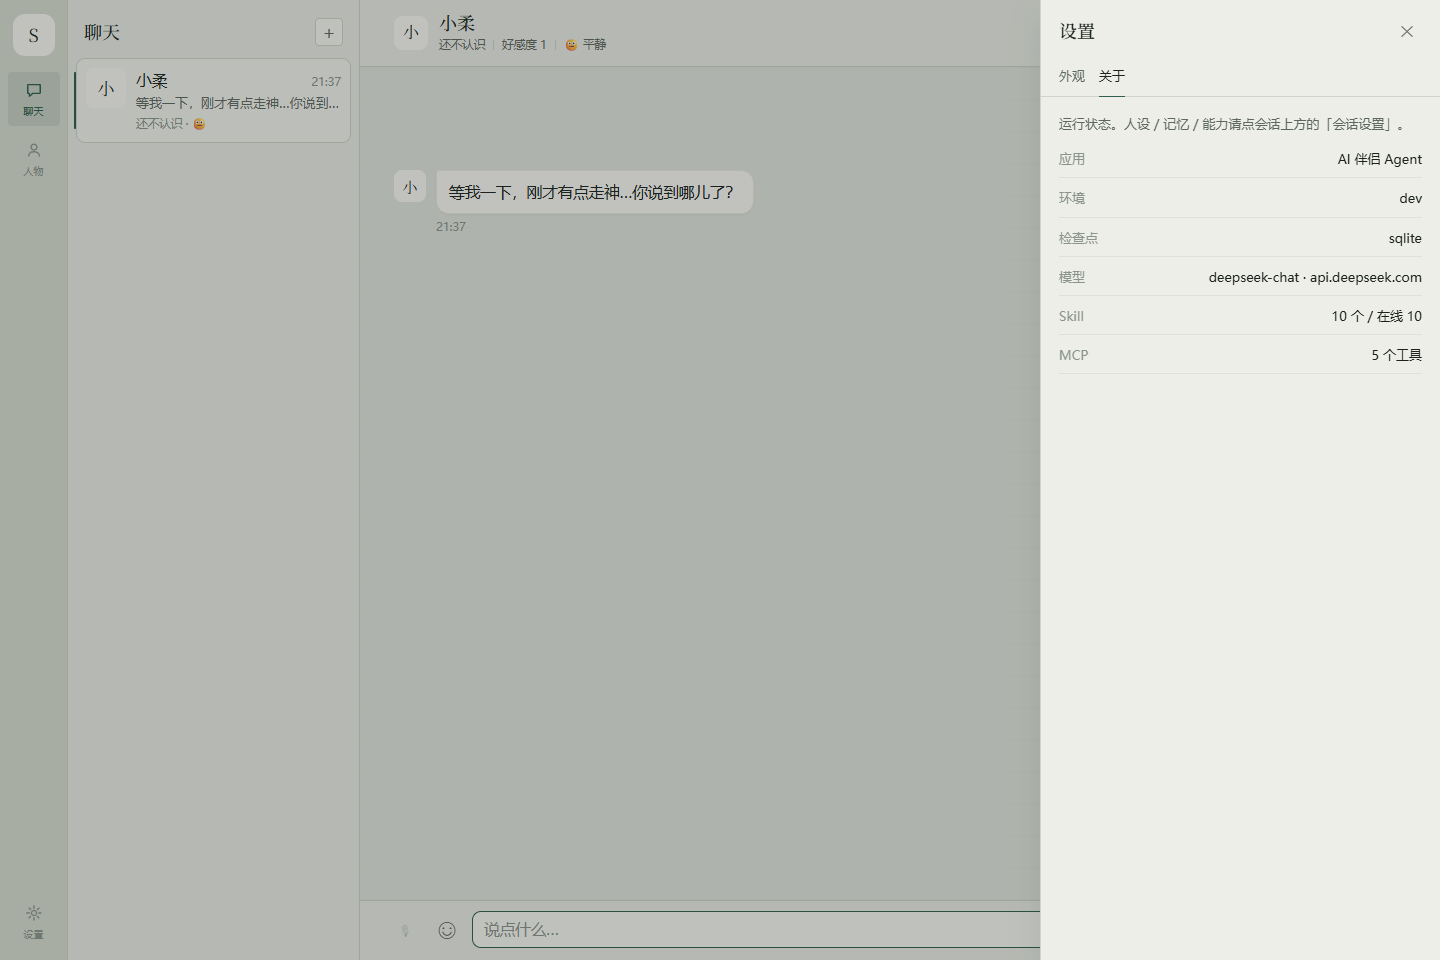 S
聊天
人物
设置
聊天
+
小
小柔
21:37
等我一下，刚才有点走神...你说到...
还不认识 ·
小
小柔
还不认识
好感度 1
平静
小
等我一下，刚才有点走神...你说到哪儿了？
21:37
说点什么...
设置
外观
关于
运行状态。人设 / 记忆 / 能力请点会话上方的「会话设置」。
应用
AI 伴侣 Agent
环境
dev
检查点
sqlite
模型
deepseek-chat · api.deepseek.com
Skill
10 个 / 在线 10
MCP
5 个工具